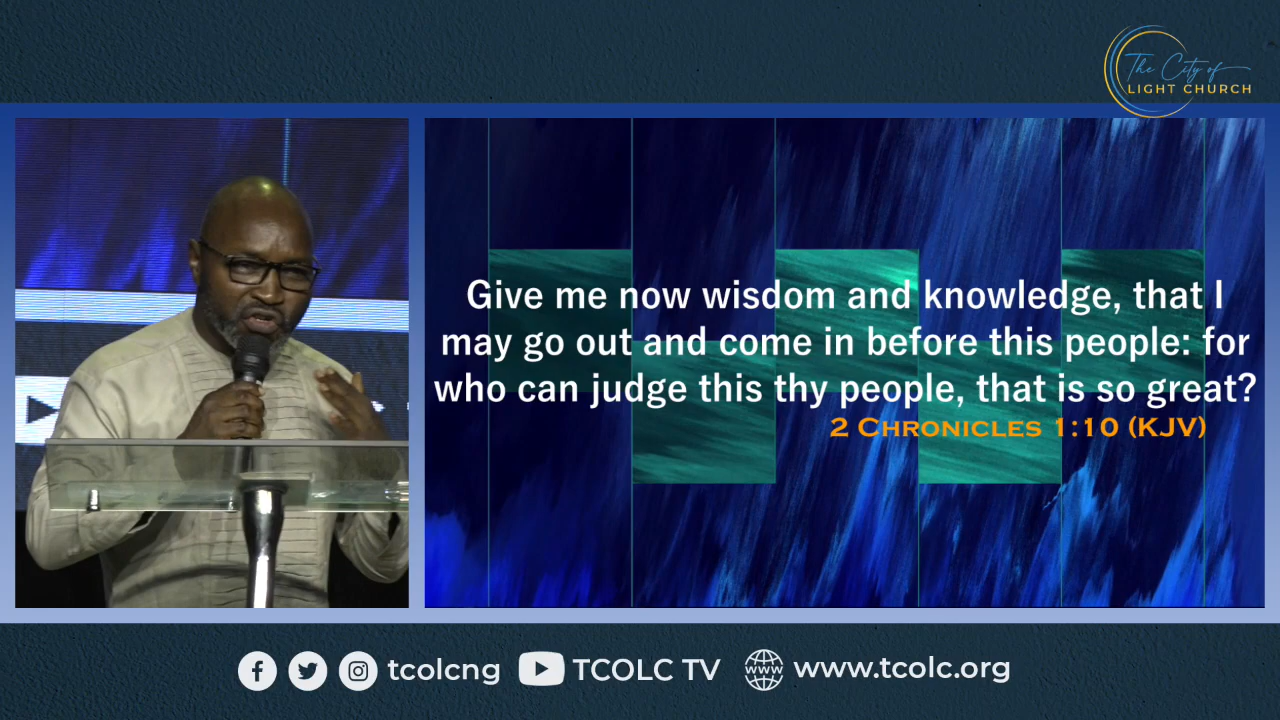 The City of
LIGHT CHURCH
Give me now wisdom and knowledge, that I
may go out and come in before this people: for
who can judge this thy people, that is so great?
2 Chronicles 1:10 (KJV)
tcolcng TCOLC TV www www.tcolc.org